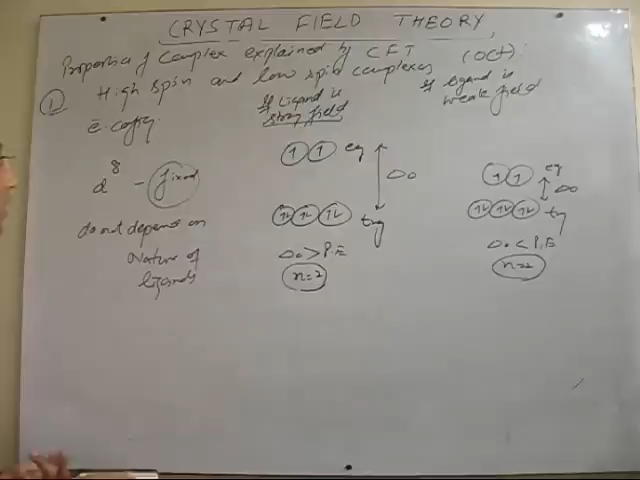 CRYSTAL FIELD THEORY
Properties of Complex explained by CFT (Oct):
① High spin and low spin complexes
ē config.
If Ligand is strong field
If ligand is weak field
d⁸ - fixed
do not depend on
Nature of
ligands
eg
Δo
t₂g
Δo > P.E
n=2
eg
Δo
t₂g
Δo < P.E
n=2